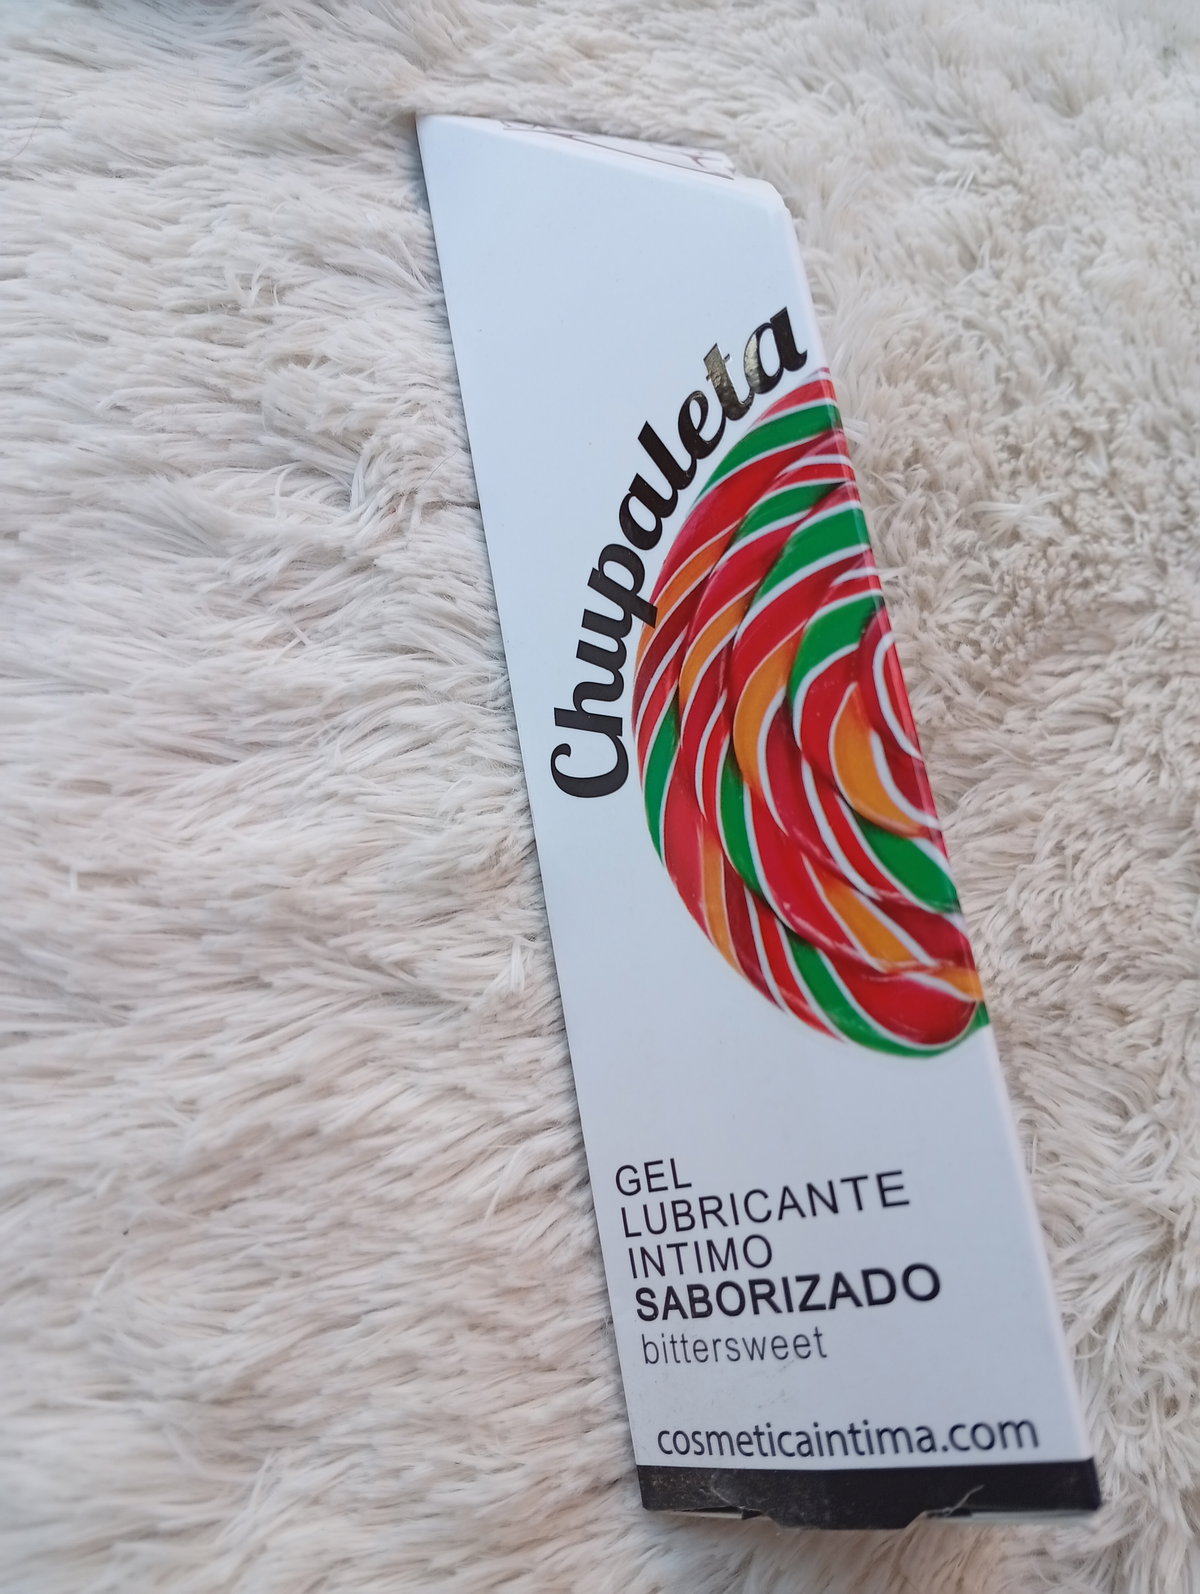 Chupaleta
GEL
LUBRICANTE
INTIMO
SABORIZADO
bittersweet
cosmeticaintima.com